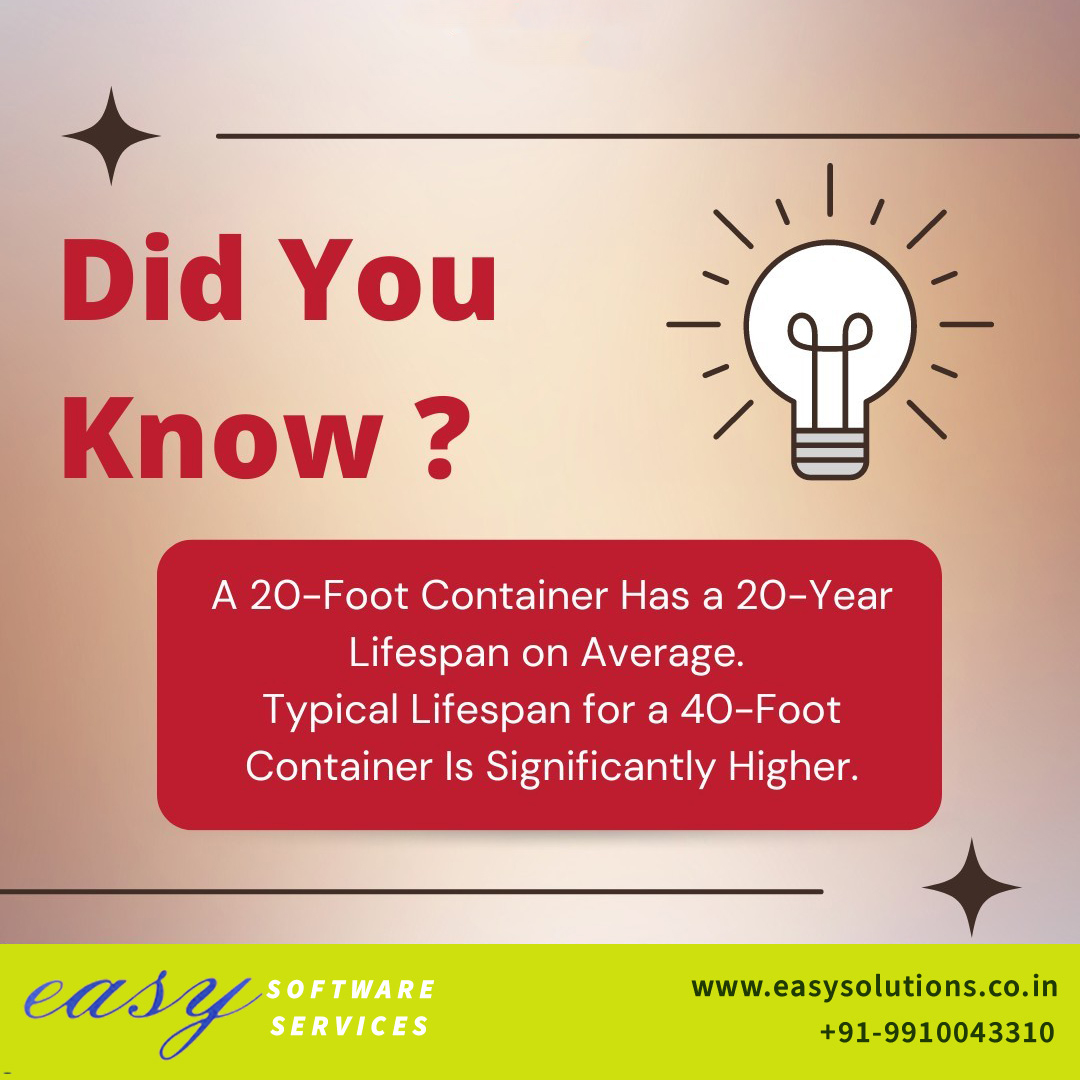 Did You
Know ?
A 20-Foot Container Has a 20-Year
Lifespan on Average.
Typical Lifespan for a 40-Foot
Container Is Significantly Higher.
easy SOFTWARE
SERVICES
www.easysolutions.co.in
+91-9910043310